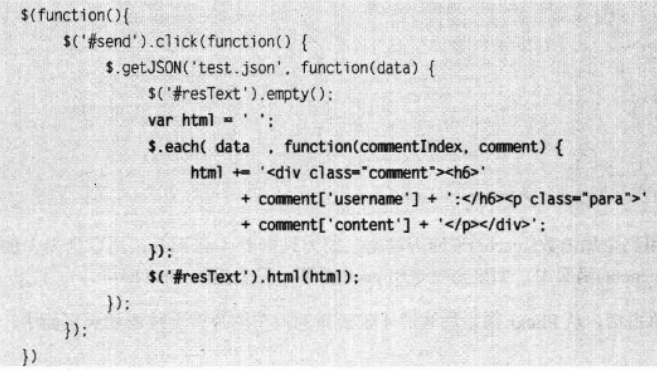 $(function(){
$('#send').click(function() {
$.getJSON('test.json', function(data) {
$('#resText').empty();
var html = ' ';
$.each( data  , function(commentIndex, comment) {
html += '<div class="comment"><h6>'
+ comment['username'] + ':</h6><p class="para">'
+ comment['content'] + '</p></div>';
});
$('#resText').html(html);
});
});
})